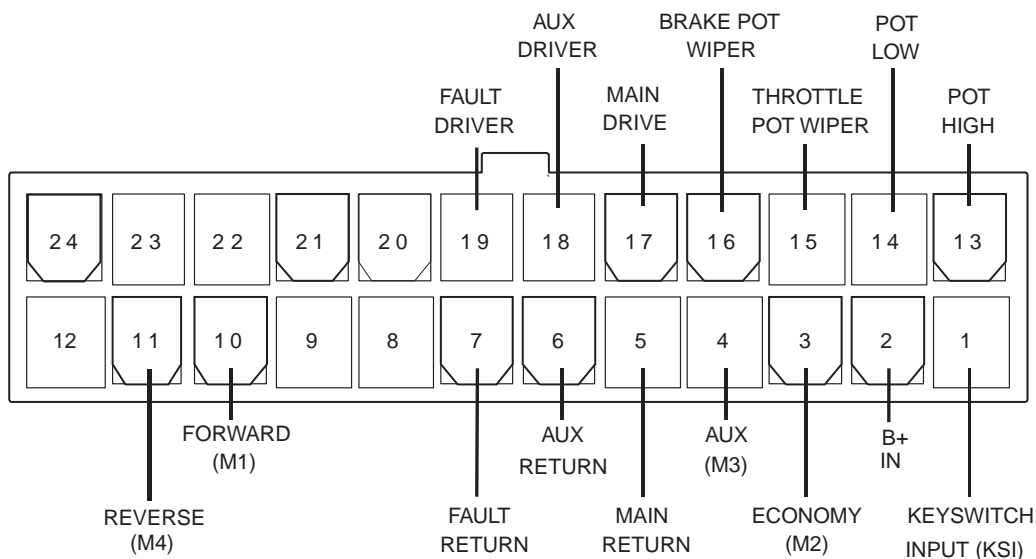 AUX
DRIVER
BRAKE POT
WIPER
POT
LOW
FAULT
DRIVER
MAIN
DRIVE
THROTTLE
POT WIPER
POT
HIGH
24 23 22 21 20 19 18 17 16 15 14 13
12 11 10 9 8 7 6 5 4 3 2 1
FORWARD
(M1)
AUX
RETURN
AUX
(M3)
B+
IN
REVERSE
(M4)
FAULT
RETURN
MAIN
RETURN
ECONOMY
(M2)
KEYSWITCH
INPUT (KSI)